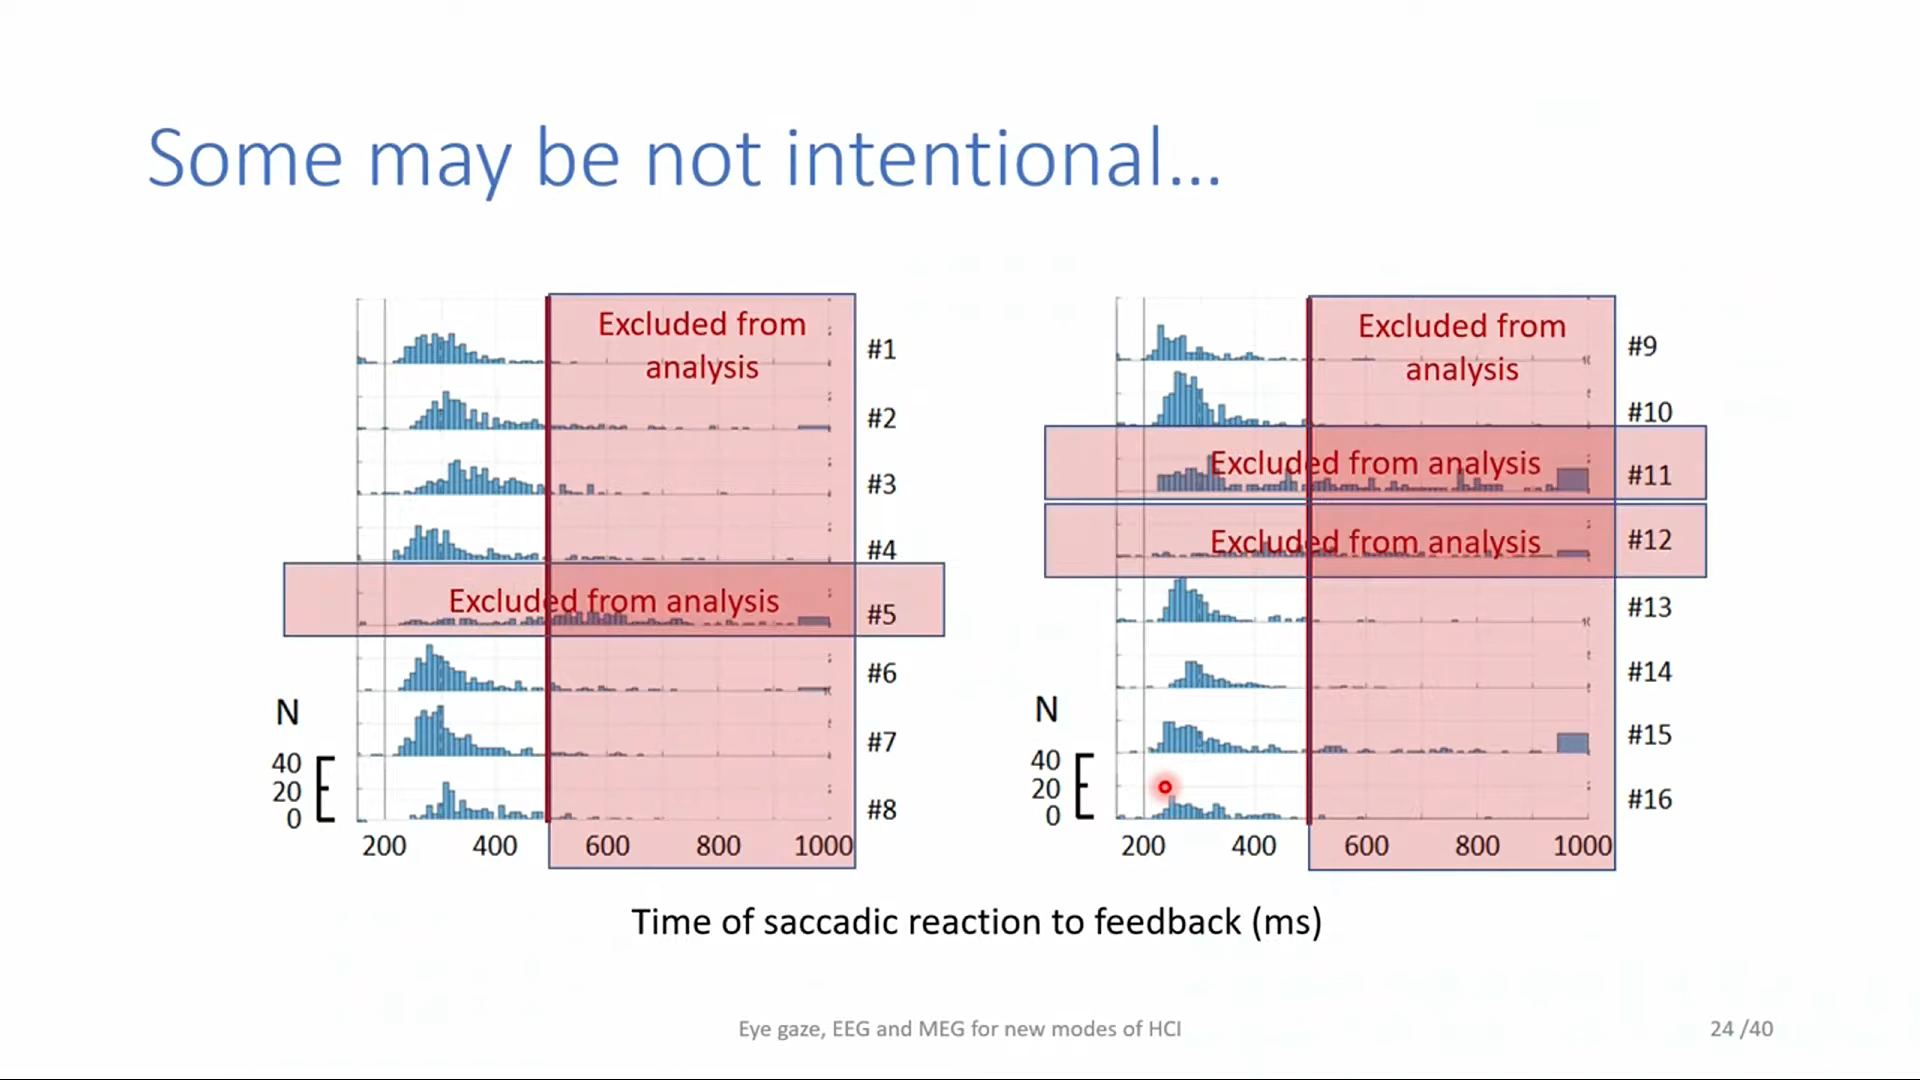 Some may be not intentional...
Excluded from
analysis
#1
#2
#3
#4
Excluded from analysis
#5
#6
#7
#8
N
40
20
0
200 400 600 800 1000
Excluded from
analysis
#9
#10
Excluded from analysis
#11
Excluded from analysis
#12
#13
#14
#15
#16
N
40
20
0
200 400 600 800 1000
Time of saccadic reaction to feedback (ms)
Eye gaze, EEG and MEG for new modes of HCI
24 /40